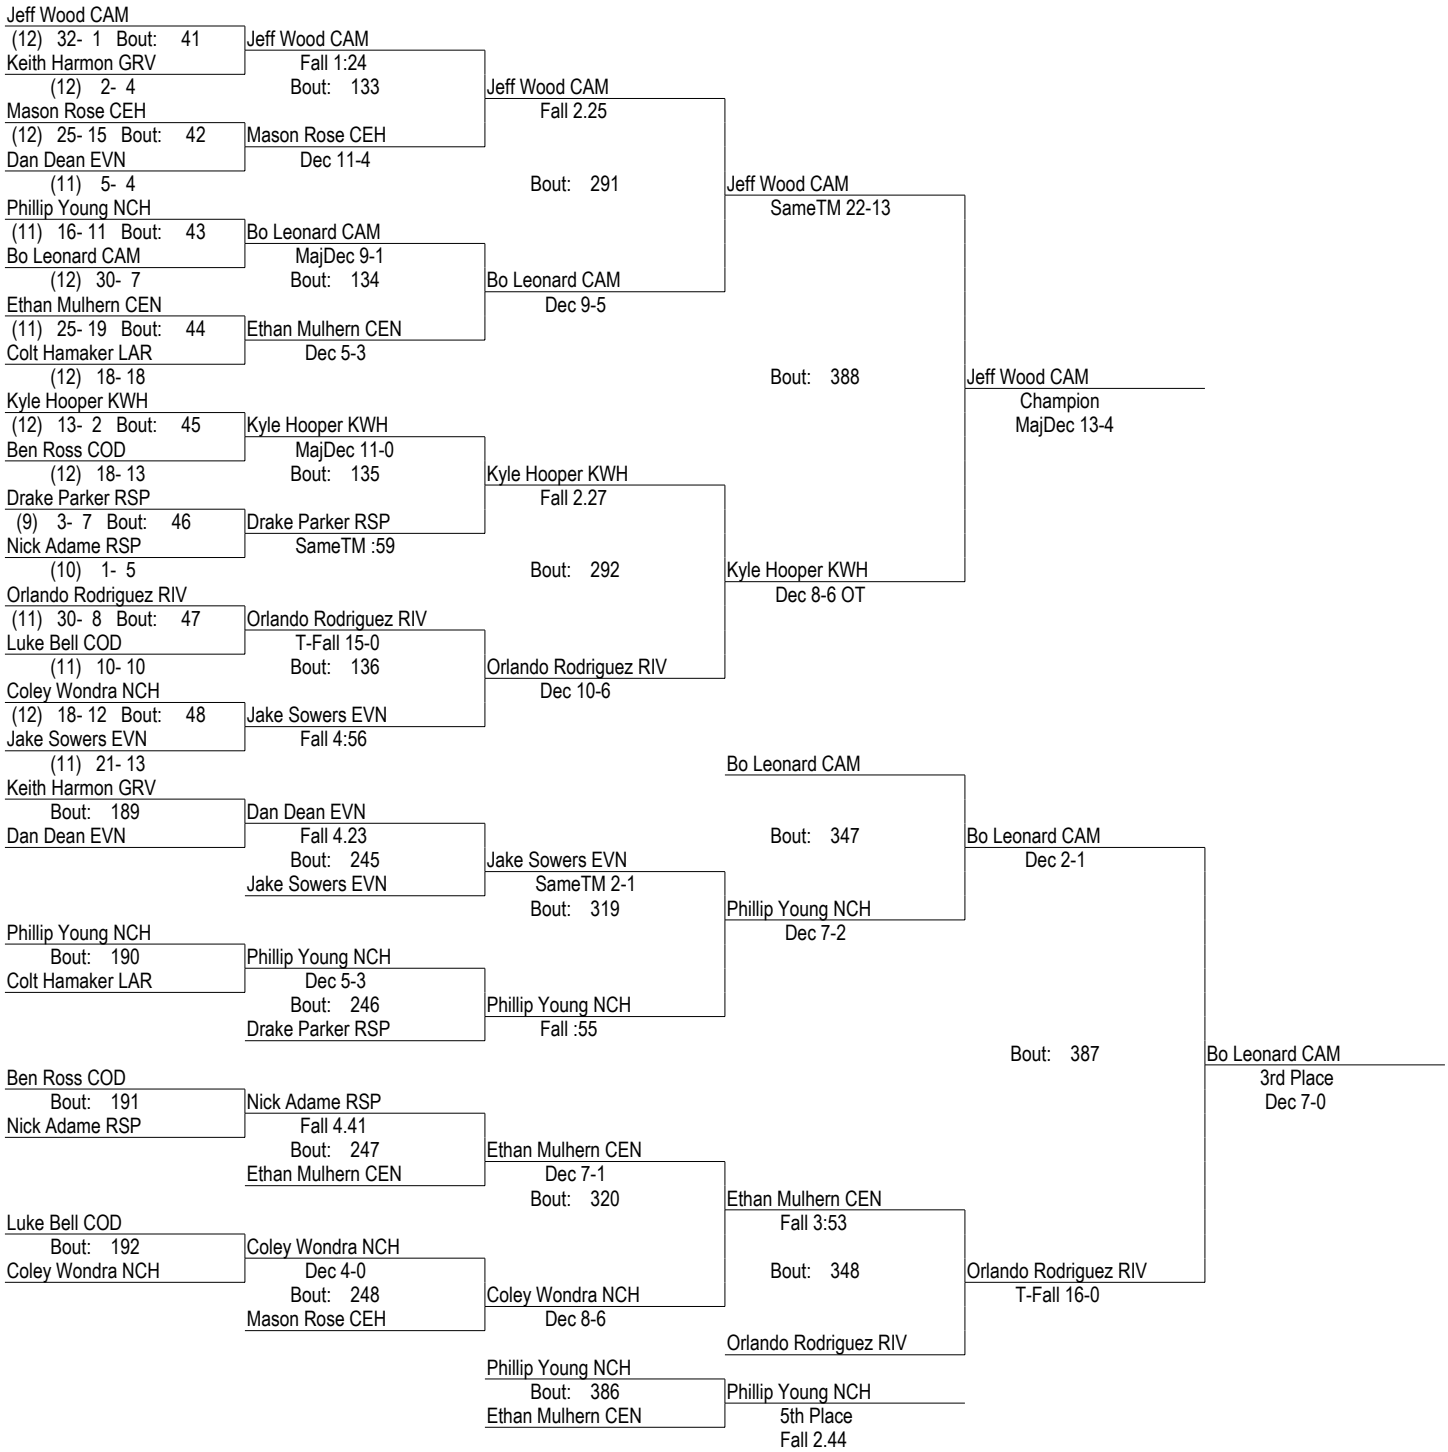 Jeff Wood CAM
(12) 32- 1 Bout: 41 Jeff Wood CAM
Keith Harmon GRV Fall 1:24
(12) 2- 4 Bout: 133 Jeff Wood CAM
Mason Rose CEH Fall 2.25
(12) 25- 15 Bout: 42 Mason Rose CEH
Dan Dean EVN Dec 11-4
(11) 5- 4 Bout: 291 Jeff Wood CAM
Phillip Young NCH SameTM 22-13
(11) 16- 11 Bout: 43 Bo Leonard CAM
Bo Leonard CAM MajDec 9-1
(12) 30- 7 Bout: 134 Bo Leonard CAM
Ethan Mulhern CEN Dec 9-5
(11) 25- 19 Bout: 44 Ethan Mulhern CEN
Colt Hamaker LAR Dec 5-3
(12) 18- 18 Bout: 388 Jeff Wood CAM
Kyle Hooper KWH Champion
(12) 13- 2 Bout: 45 Kyle Hooper KWH MajDec 13-4
Ben Ross COD MajDec 11-0
(12) 18- 13 Bout: 135 Kyle Hooper KWH
Drake Parker RSP Fall 2.27
(9) 3- 7 Bout: 46 Drake Parker RSP
Nick Adame RSP SameTM :59
(10) 1- 5 Bout: 292 Kyle Hooper KWH
Orlando Rodriguez RIV Dec 8-6 OT
(11) 30- 8 Bout: 47 Orlando Rodriguez RIV
Luke Bell COD T-Fall 15-0
(11) 10- 10 Bout: 136 Orlando Rodriguez RIV
Coley Wondra NCH Dec 10-6
(12) 18- 12 Bout: 48 Jake Sowers EVN
Jake Sowers EVN Fall 4:56
(11) 21- 13 Bo Leonard CAM
Keith Harmon GRV
Bout: 189 Dan Dean EVN
Dan Dean EVN Fall 4.23 Bout: 347 Bo Leonard CAM
Bout: 245 Jake Sowers EVN Dec 2-1
Jake Sowers EVN SameTM 2-1
Bout: 319 Phillip Young NCH
Phillip Young NCH Dec 7-2
Bout: 190 Phillip Young NCH
Colt Hamaker LAR Dec 5-3
Bout: 246 Phillip Young NCH
Drake Parker RSP Fall :55
Bout: 387 Bo Leonard CAM
Ben Ross COD 3rd Place
Bout: 191 Nick Adame RSP Dec 7-0
Nick Adame RSP Fall 4.41
Bout: 247 Ethan Mulhern CEN
Ethan Mulhern CEN Dec 7-1
Bout: 320 Ethan Mulhern CEN
Luke Bell COD Fall 3:53
Bout: 192 Coley Wondra NCH
Coley Wondra NCH Dec 4-0 Bout: 348 Orlando Rodriguez RIV
Bout: 248 Coley Wondra NCH T-Fall 16-0
Mason Rose CEH Dec 8-6
Orlando Rodriguez RIV
Phillip Young NCH
Bout: 386 Phillip Young NCH
Ethan Mulhern CEN 5th Place
Fall 2.44